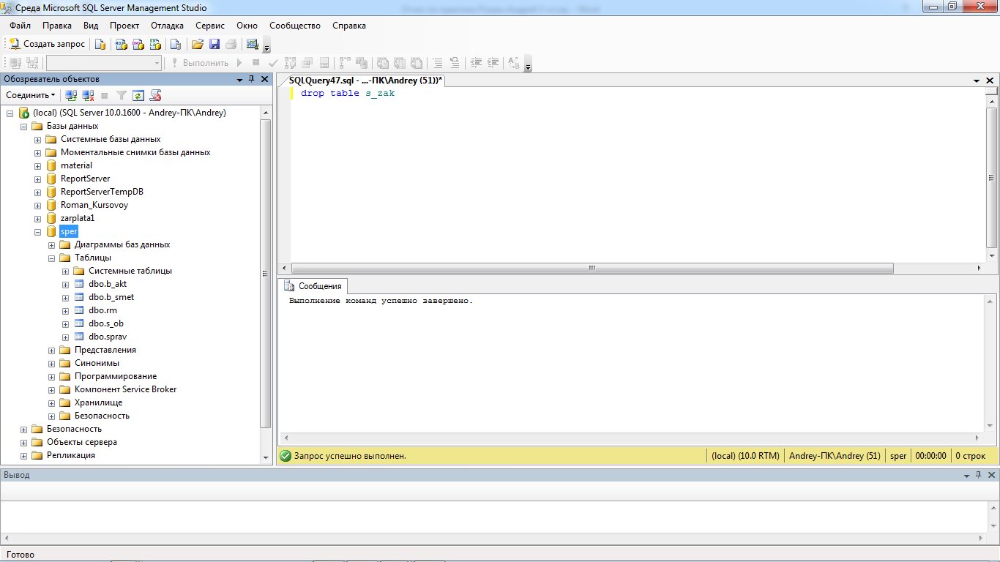 Среда Microsoft SQL Server Management Studio
Файл Правка Вид Проект Отладка Сервис Окно Сообщество Справка
Создать запрос
Выполнить
Обозреватель объектов
Соединить
(local) (SQL Server 10.0.1600 - Andrey-ПК\Andrey)
Базы данных
Системные базы данных
Моментальные снимки базы данных
material
ReportServer
ReportServerTempDB
Roman_Kursovoy
zarplata1
sper
Диаграммы баз данных
Таблицы
Системные таблицы
dbo.b_akt
dbo.b_smet
dbo.rm
dbo.s_ob
dbo.sprav
Представления
Синонимы
Программирование
Компонент Service Broker
Хранилище
Безопасность
Безопасность
Объекты сервера
Репликация
SQLQuery47.sql - ...-ПК\Andrey (51))*
drop table s_zak
Сообщения
Выполнение команд успешно завершено.
Запрос успешно выполнен. (local) (10.0 RTM) Andrey-ПК\Andrey (51) sper 00:00:00 0 строк
Вывод
Готово